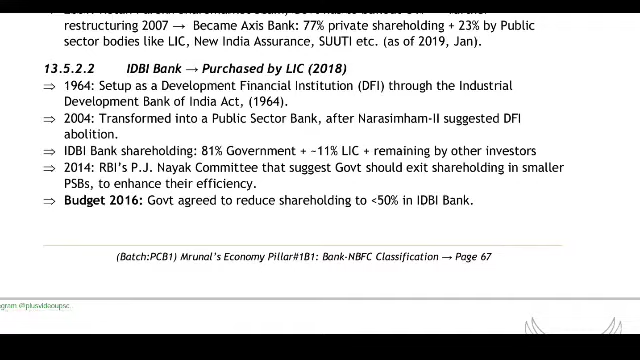 restructuring 2007 → Became Axis Bank: 77% private shareholding + 23% by Public
sector bodies like LIC, New India Assurance, SUUTI etc. (as of 2019, Jan).
13.5.2.2 IDBI Bank → Purchased by LIC (2018)
⇒ 1964: Setup as a Development Financial Institution (DFI) through the Industrial
Development Bank of India Act, (1964).
⇒ 2004: Transformed into a Public Sector Bank, after Narasimham-II suggested DFI
abolition.
⇒ IDBI Bank shareholding: 81% Government + ~11% LIC + remaining by other investors
⇒ 2014: RBI's P.J. Nayak Committee that suggest Govt should exit shareholding in smaller
PSBs, to enhance their efficiency.
⇒ Budget 2016: Govt agreed to reduce shareholding to <50% in IDBI Bank.
(Batch:PCB1) Mrunal's Economy Pillar#1B1: Bank-NBFC Classification → Page 67
gram @plusvideoupsc